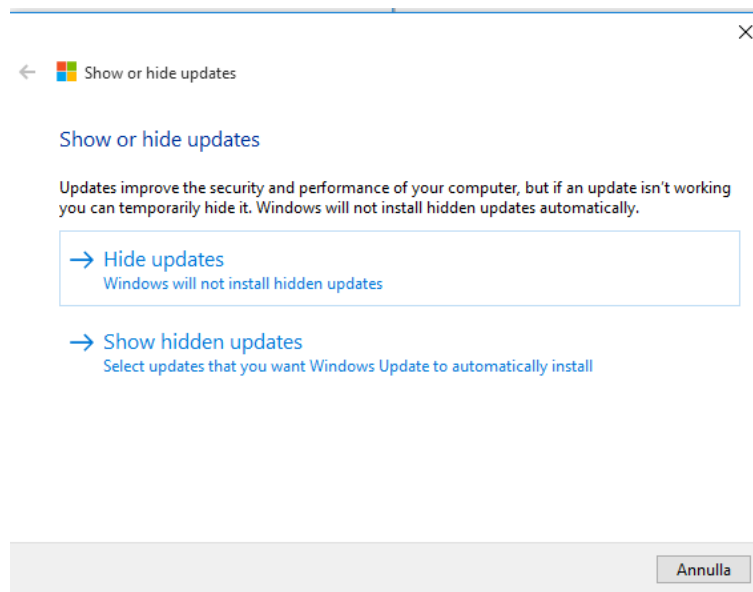 Show or hide updates
Show or hide updates
Updates improve the security and performance of your computer, but if an update isn't working
you can temporarily hide it. Windows will not install hidden updates automatically.
Hide updates
Windows will not install hidden updates
Show hidden updates
Select updates that you want Windows Update to automatically install
Annulla